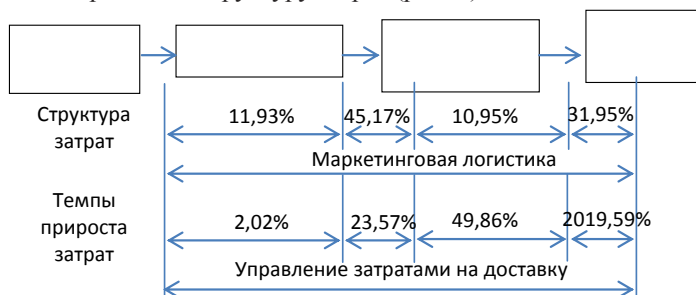 Структура
затрат
11,93%
45,17%
10,95%
31,95%
Маркетинговая логистика
Темпы
прироста
затрат
2,02%
23,57%
49,86%
2019,59%
Управление затратами на доставку